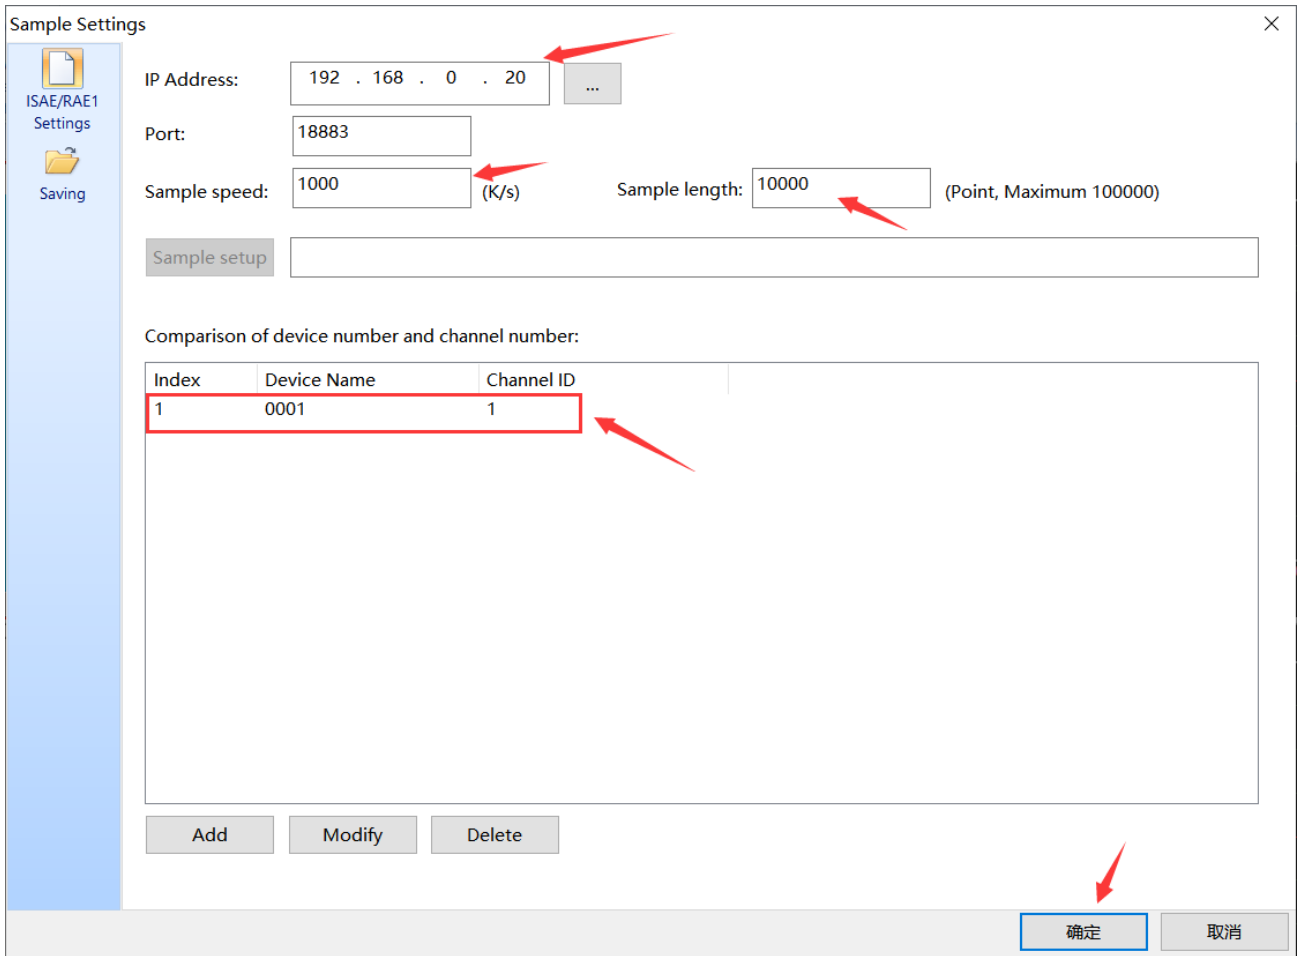 Sample Settings
ISAE/RAE1
Settings
Saving
IP Address: 192 . 168 . 0 . 20 ...
Port: 18883
Sample speed: 1000 (K/s) Sample length: 10000 (Point, Maximum 100000)
Sample setup
Comparison of device number and channel number:
Index Device Name Channel ID
1 0001 1
Add Modify Delete
确定 取消